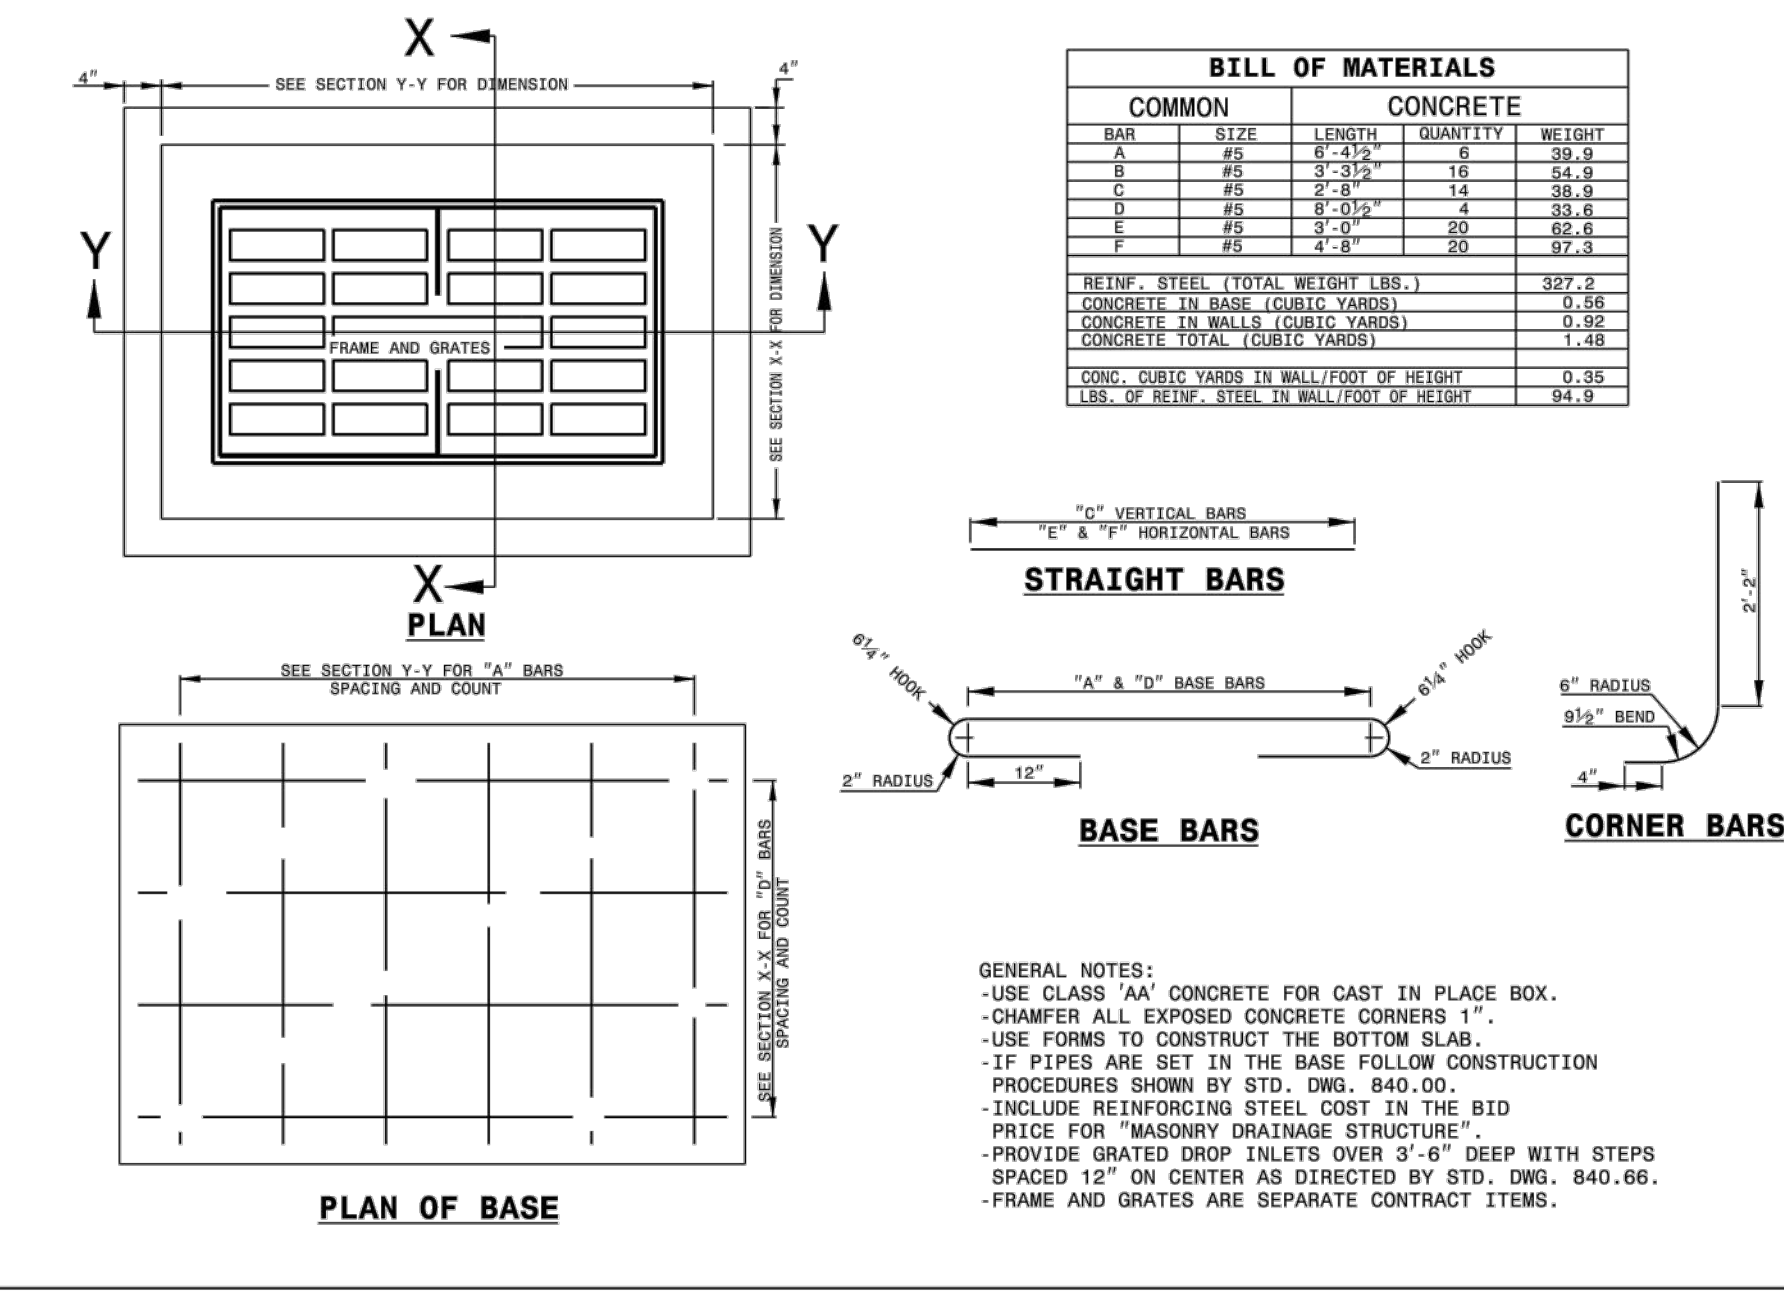 X
4"
SEE SECTION Y-Y FOR DIMENSION
4"
Y
Y
SEE SECTION X-X FOR DIMENSION
FRAME AND GRATES
X
PLAN
SEE SECTION Y-Y FOR "A" BARS
SPACING AND COUNT
SEE SECTION X-X FOR "D" BARS
SPACING AND COUNT
PLAN OF BASE
BILL OF MATERIALS
COMMON CONCRETE
BAR SIZE LENGTH QUANTITY WEIGHT
A #5 6'-4½" 6 39.9
B #5 3'-3½" 16 54.9
C #5 2'-8" 14 38.9
D #5 8'-0½" 4 33.6
E #5 3'-0" 20 62.6
F #5 4'-8" 20 97.3
REINF. STEEL (TOTAL WEIGHT LBS.) 327.2
CONCRETE IN BASE (CUBIC YARDS) 0.56
CONCRETE IN WALLS (CUBIC YARDS) 0.92
CONCRETE TOTAL (CUBIC YARDS) 1.48
CONC. CUBIC YARDS IN WALL/FOOT OF HEIGHT 0.35
LBS. OF REINF. STEEL IN WALL/FOOT OF HEIGHT 94.9
"C" VERTICAL BARS
"E" & "F" HORIZONTAL BARS
STRAIGHT BARS
6¼" HOOK
"A" & "D" BASE BARS
6¼" HOOK
2" RADIUS
12"
2" RADIUS
BASE BARS
2'-2"
6" RADIUS
9½" BEND
4"
CORNER BARS
GENERAL NOTES:
-USE CLASS 'AA' CONCRETE FOR CAST IN PLACE BOX.
-CHAMFER ALL EXPOSED CONCRETE CORNERS 1".
-USE FORMS TO CONSTRUCT THE BOTTOM SLAB.
-IF PIPES ARE SET IN THE BASE FOLLOW CONSTRUCTION
PROCEDURES SHOWN BY STD. DWG. 840.00.
-INCLUDE REINFORCING STEEL COST IN THE BID
PRICE FOR "MASONRY DRAINAGE STRUCTURE".
-PROVIDE GRATED DROP INLETS OVER 3'-6" DEEP WITH STEPS
SPACED 12" ON CENTER AS DIRECTED BY STD. DWG. 840.66.
-FRAME AND GRATES ARE SEPARATE CONTRACT ITEMS.